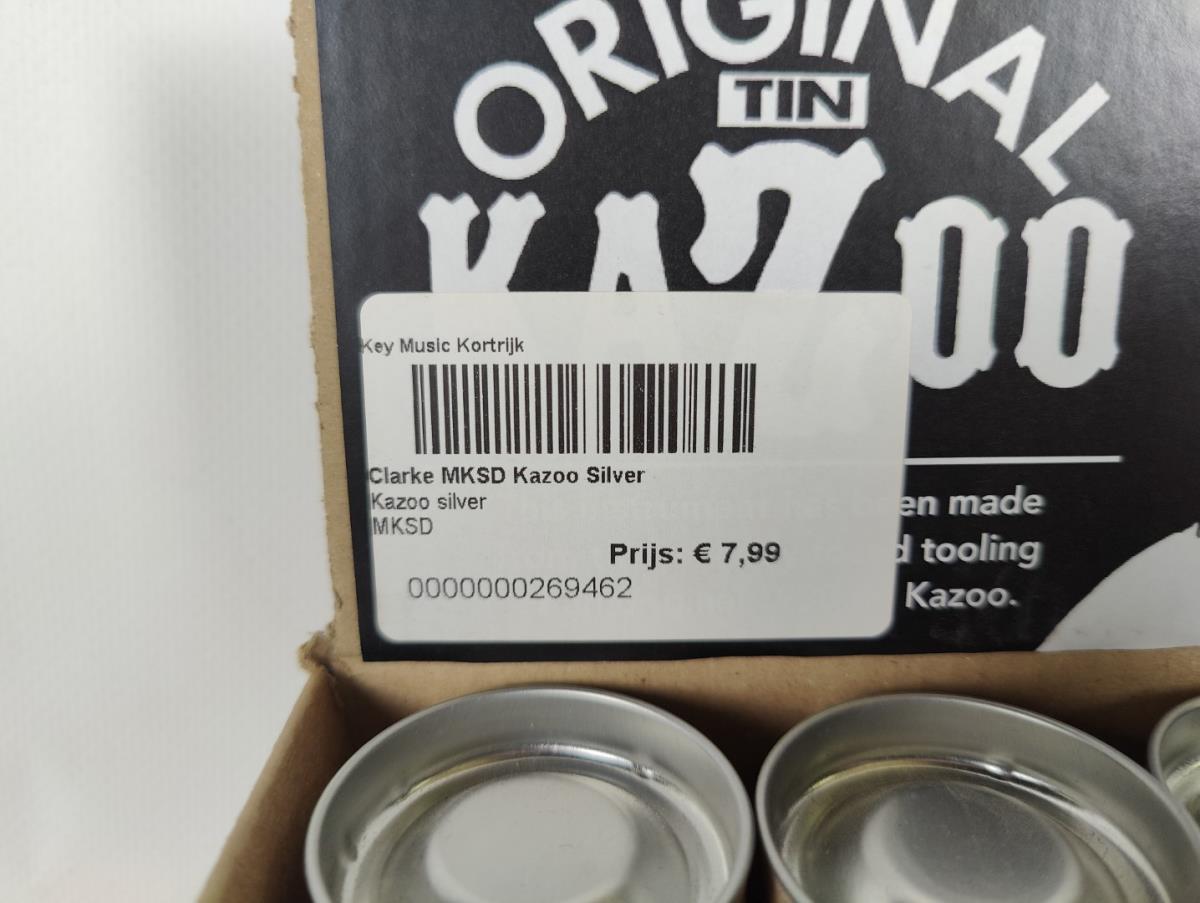 ORIGINAL
TIN
KAZOO
Key Music Kortrijk
Clarke MKSD Kazoo Silver
Kazoo silver
MKSD
Prijs: € 7,99
0000000269462
made
tooling
Kazoo.